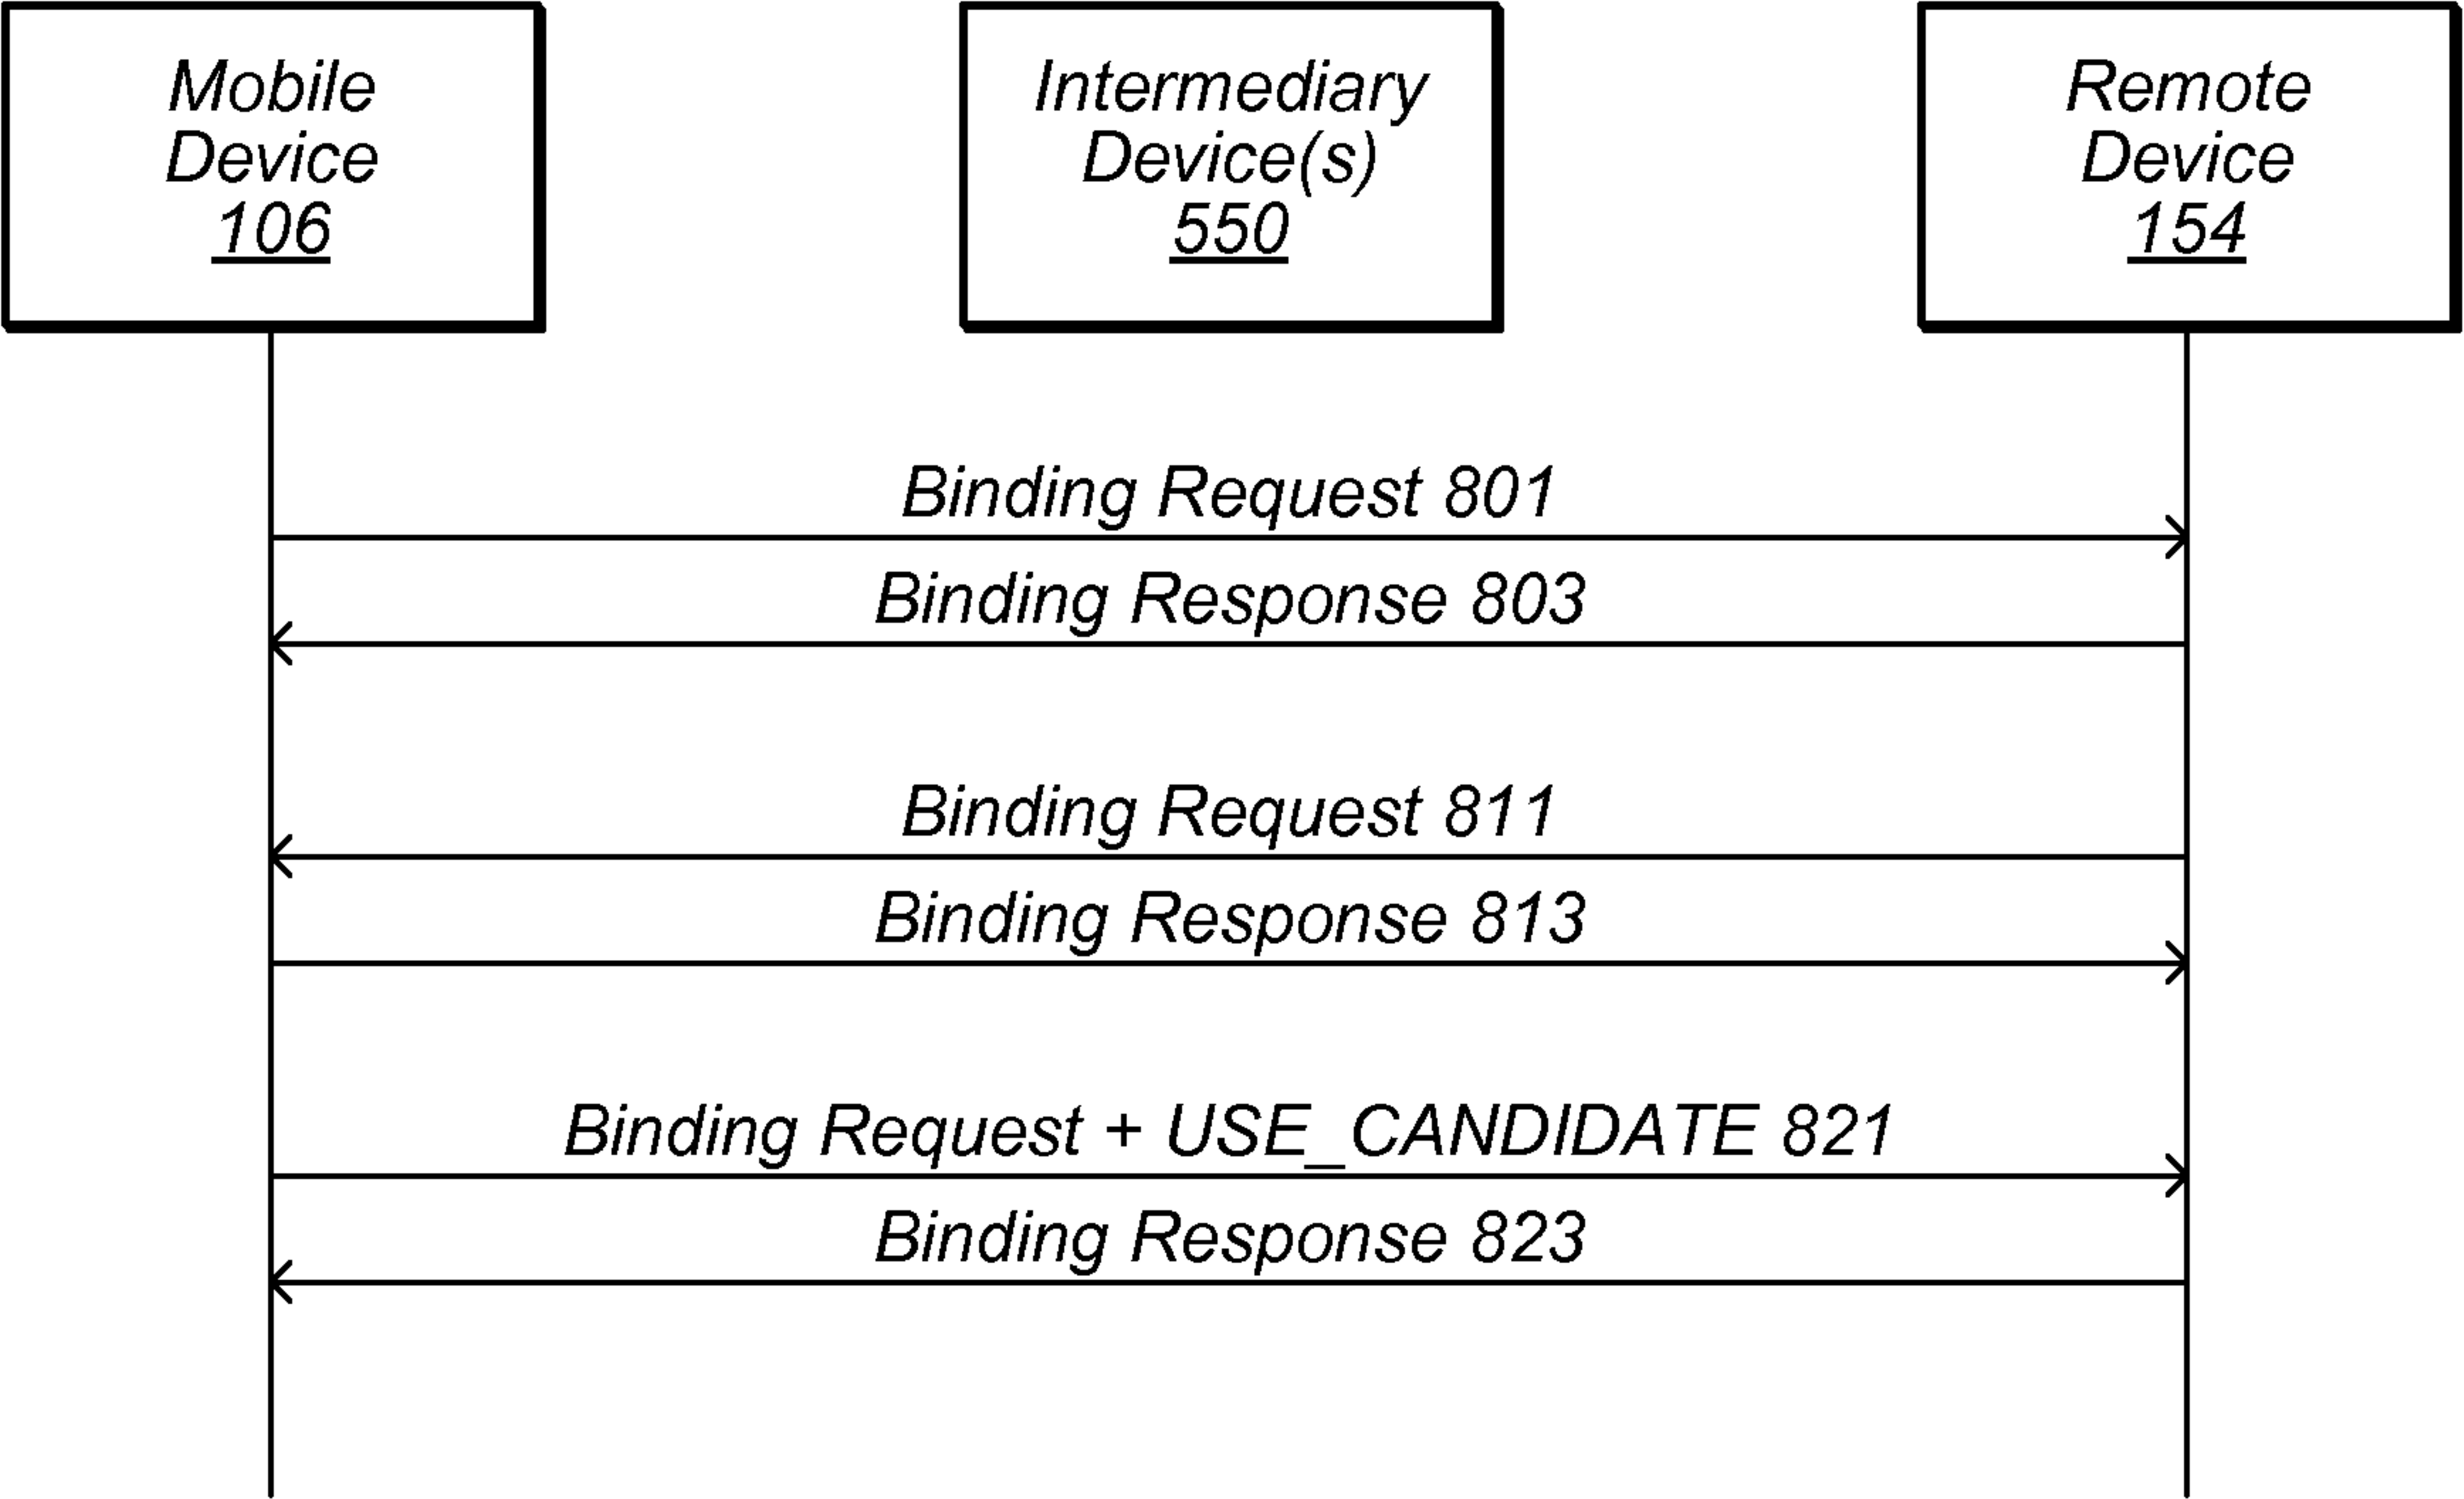 Mobile
Device
106
Intermediary
Device(s)
550
Remote
Device
154
Binding Request 801
Binding Response 803
Binding Request 811
Binding Response 813
Binding Request + USE_CANDIDATE 821
Binding Response 823